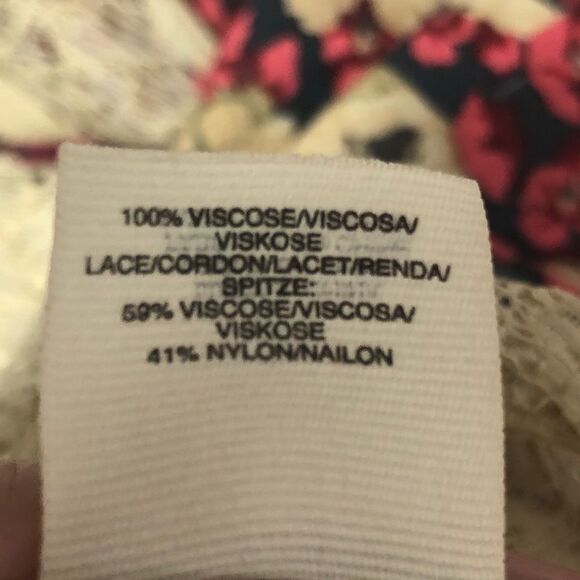 100% VISCOSE/VISCOSA/
VISKOSE
LACE/CORDON/LACET/RENDA/
SPITZE:
59% VISCOSE/VISCOSA/
VISKOSE
41% NYLON/NAILON